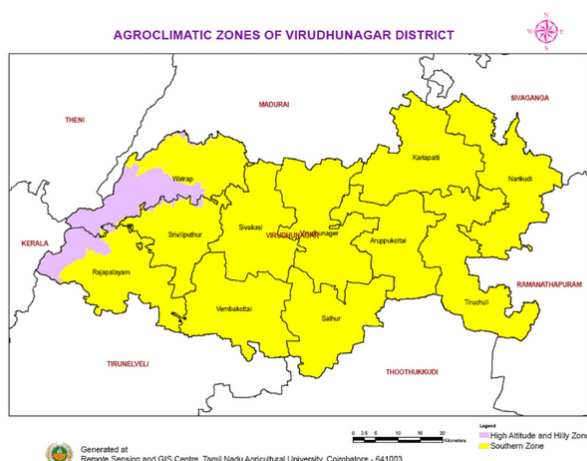 AGROCLIMATIC ZONES OF VIRUDHUNAGAR DISTRICT
N
W E
S
SIVAGANGA
MADURAI
THENI
Kariapatti
Watrap
Narikudi
Srivilliputhur
Sivakasi
VIRUDHUNAGAR
Aruppukottai
KERALA
Rajapalayam
RAMANATHAPURAM
Vembakottai
Tiruchuli
Sathur
TIRUNELVELI
THOOTHUKKUDI
0 2.5 5 10 15 20
Kilometers
Legend
High Altitude and Hilly Zone
Southern Zone
Generated at
Remote Sensing and GIS Centre, Tamil Nadu Agricultural University, Coimbatore - 641003